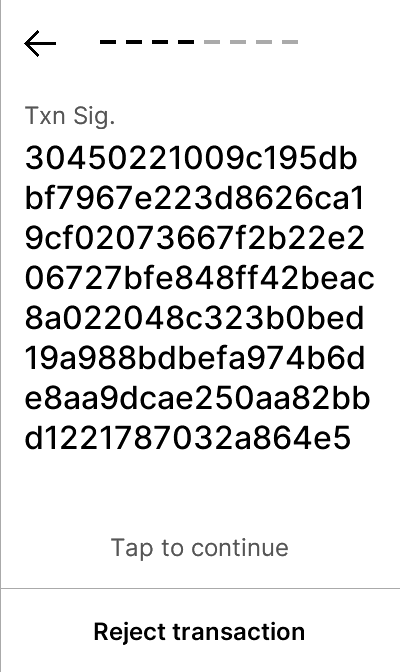 Txn Sig.
30450221009c195db
bf7967e223d8626ca1
9cf02073667f2b22e2
06727bfe848ff42beac
8a022048c323b0bed
19a988bdbefa974b6d
e8aa9dcae250aa82bb
d1221787032a864e5
Tap to continue
Reject transaction